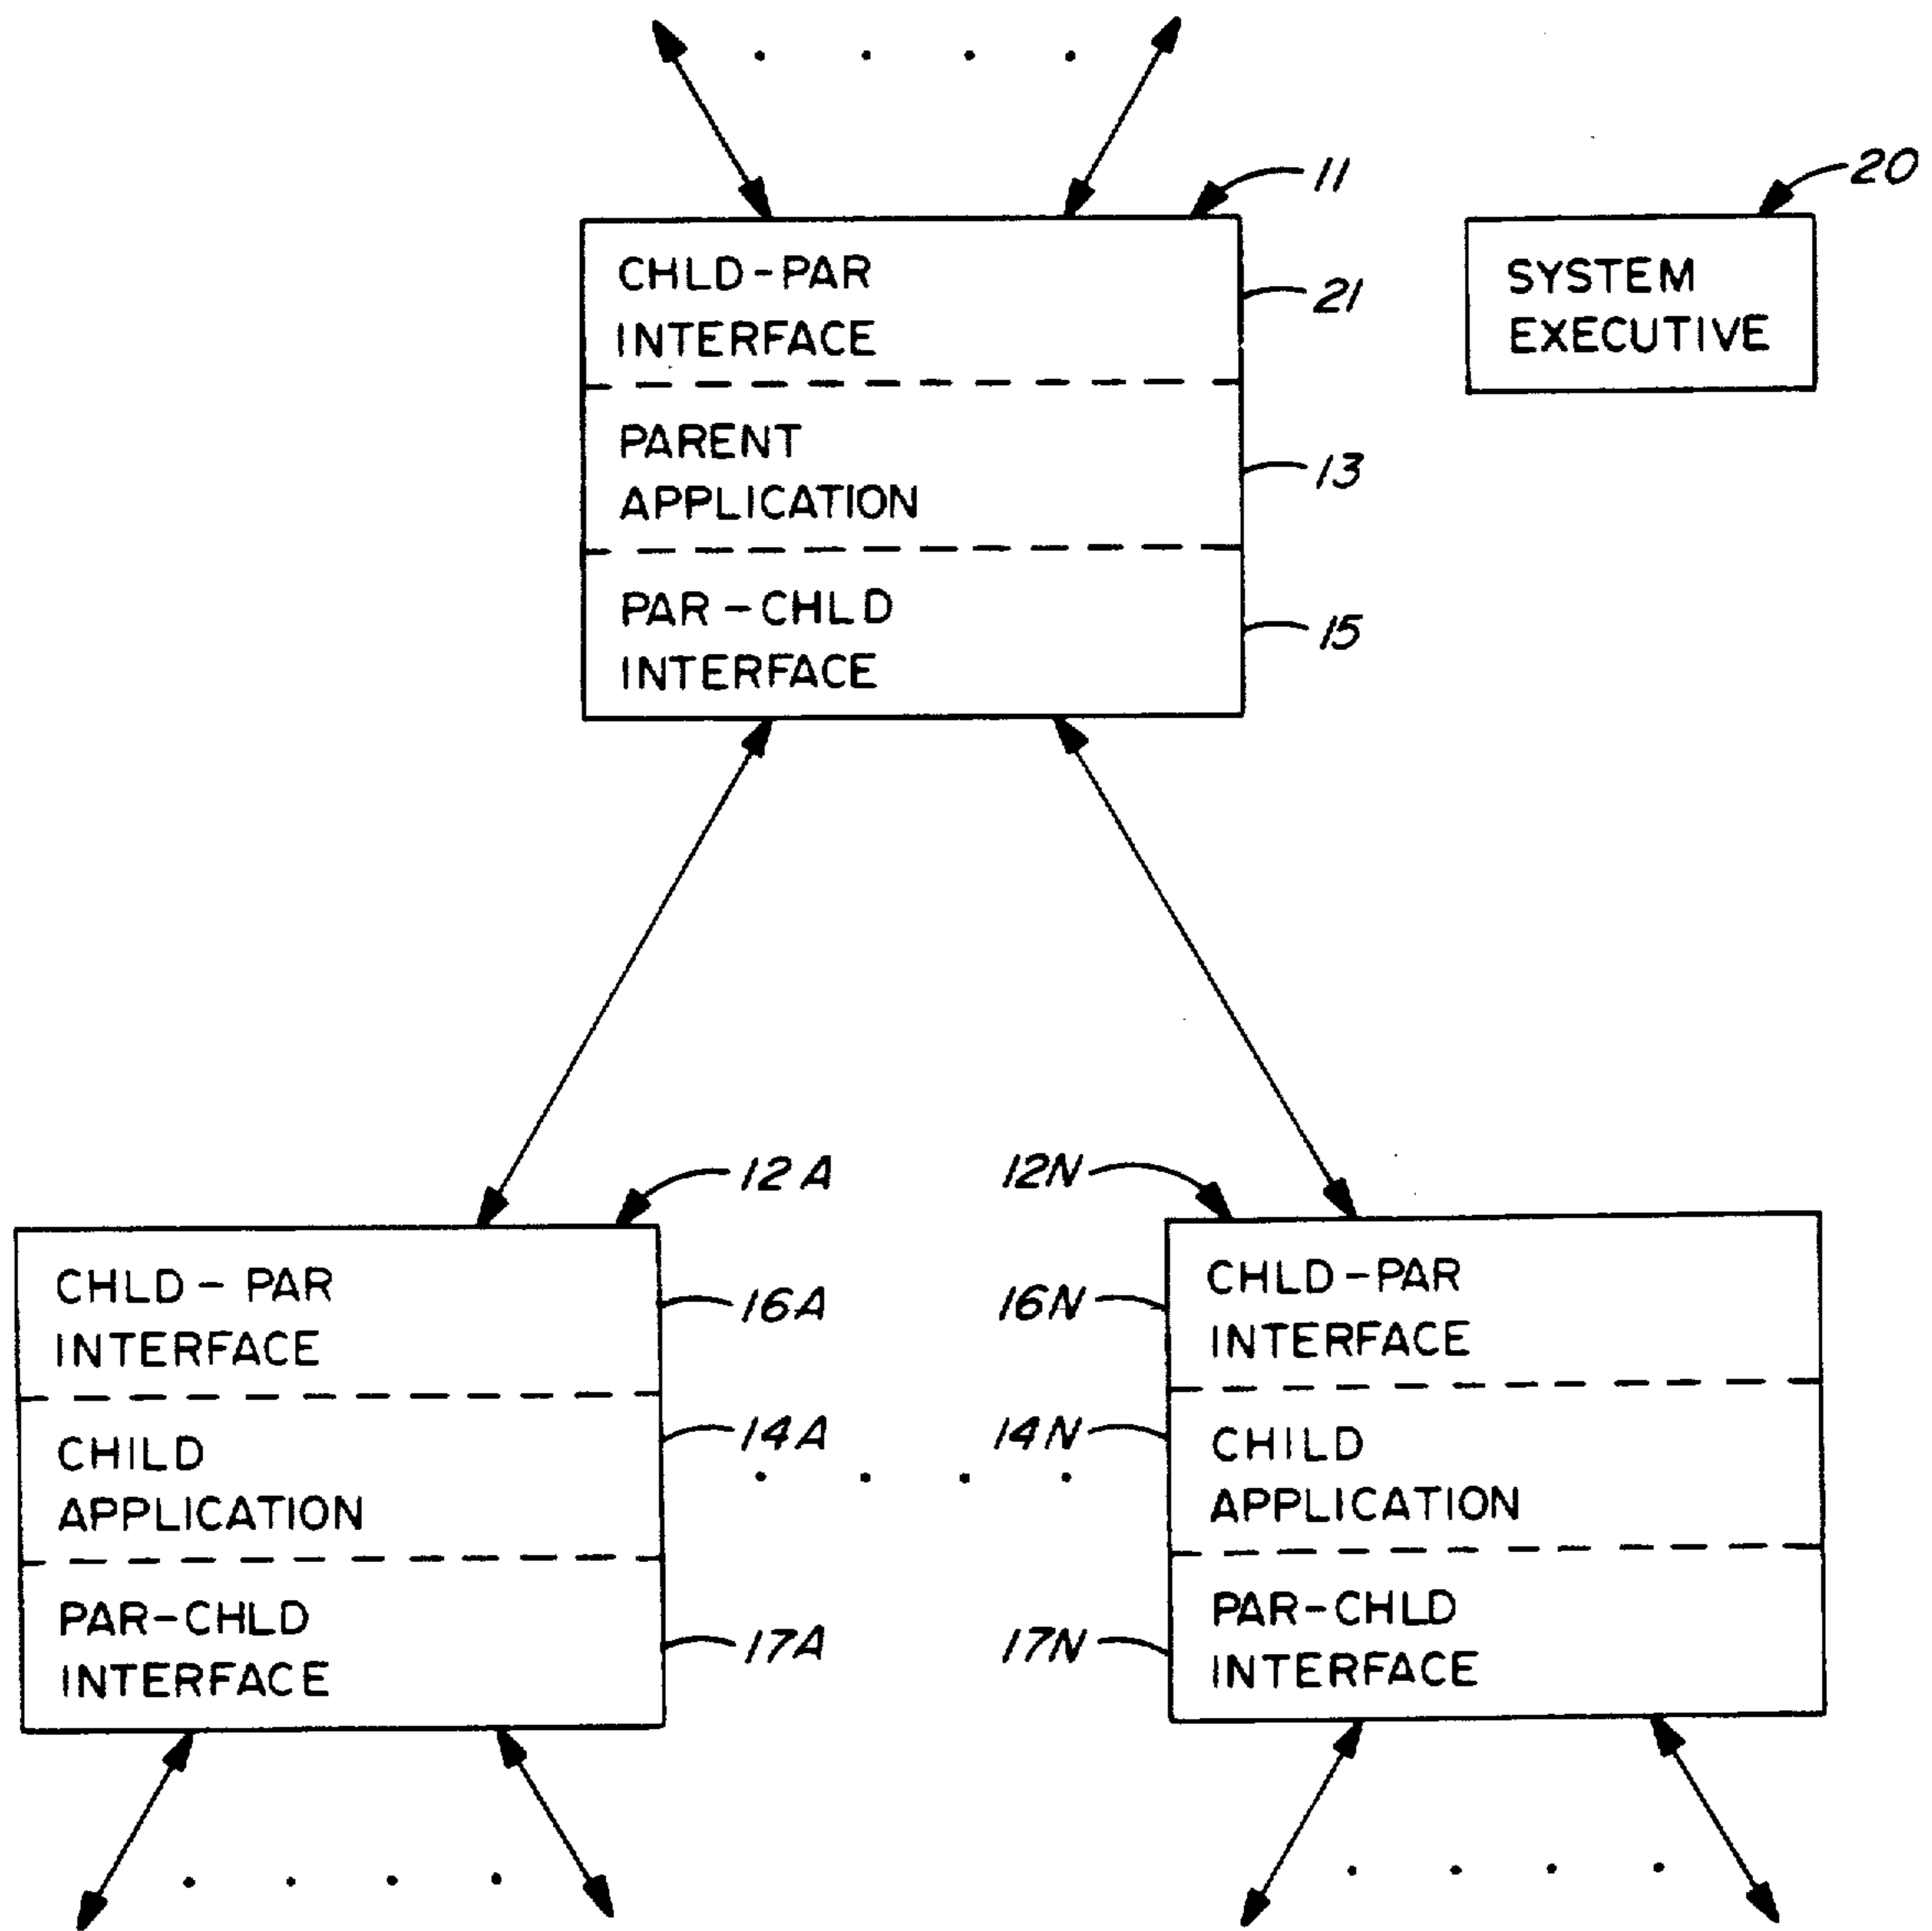 11
20
CHLD-PAR
INTERFACE
21
SYSTEM
EXECUTIVE
PARENT
APPLICATION
13
PAR-CHLD
INTERFACE
15
12A
12N
CHLD-PAR
INTERFACE
16A
16N
CHLD-PAR
INTERFACE
CHILD
APPLICATION
14A
14N
CHILD
APPLICATION
PAR-CHLD
INTERFACE
17A
17N
PAR-CHLD
INTERFACE